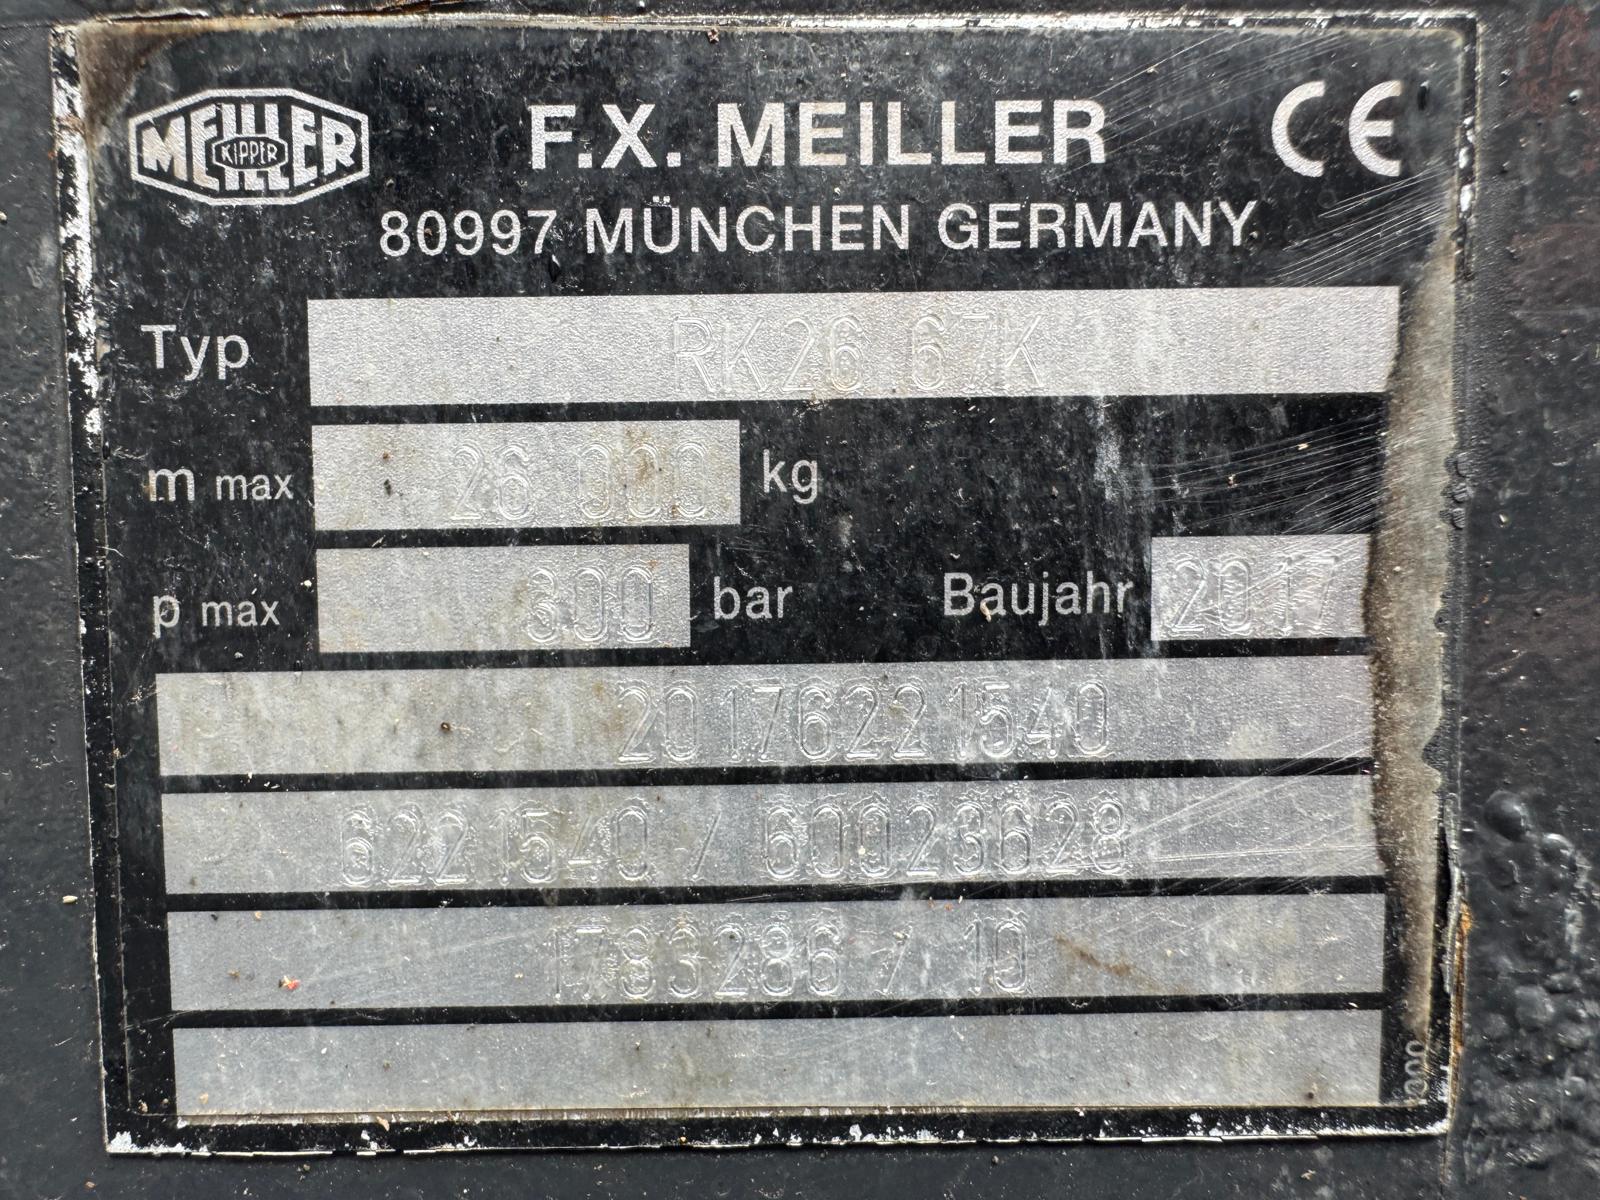 MEILLER
KIPPER
F.X. MEILLER
CE
80997 MÜNCHEN GERMANY
Typ RK26 67K
m max 26 000 kg
p max 300 bar Baujahr 2017
20176221540
6221540 / 60023628
1783286 / 10